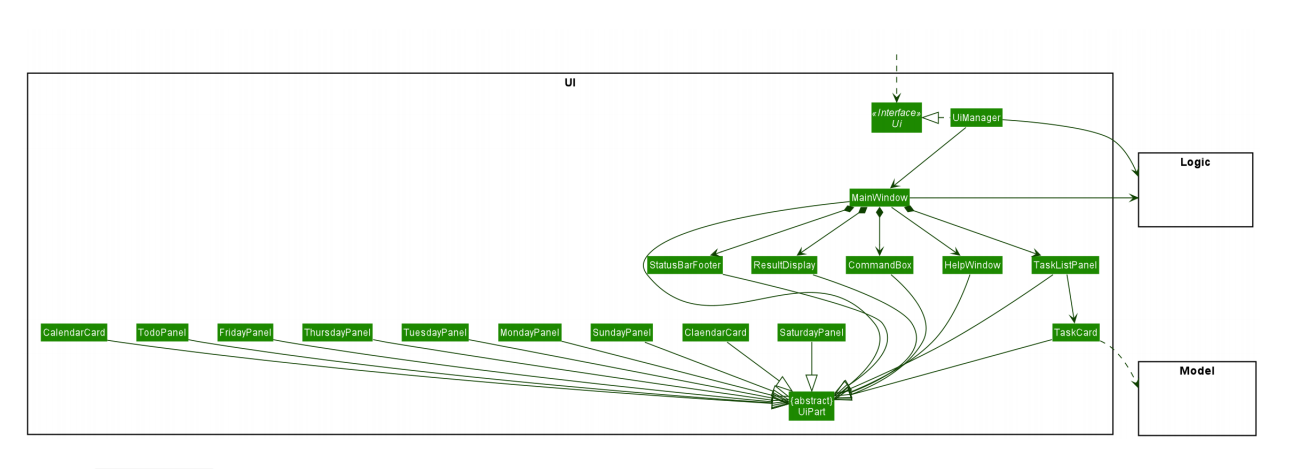 UI
«Interface»
Ui
UiManager
Logic
MainWindow
StatusBarFooter
ResultDisplay
CommandBox
HelpWindow
TaskListPanel
CalendarCard
TodoPanel
FridayPanel
ThursdayPanel
TuesdayPanel
MondayPanel
SundayPanel
ClaendarCard
SaturdayPanel
TaskCard
Model
{abstract}
UiPart